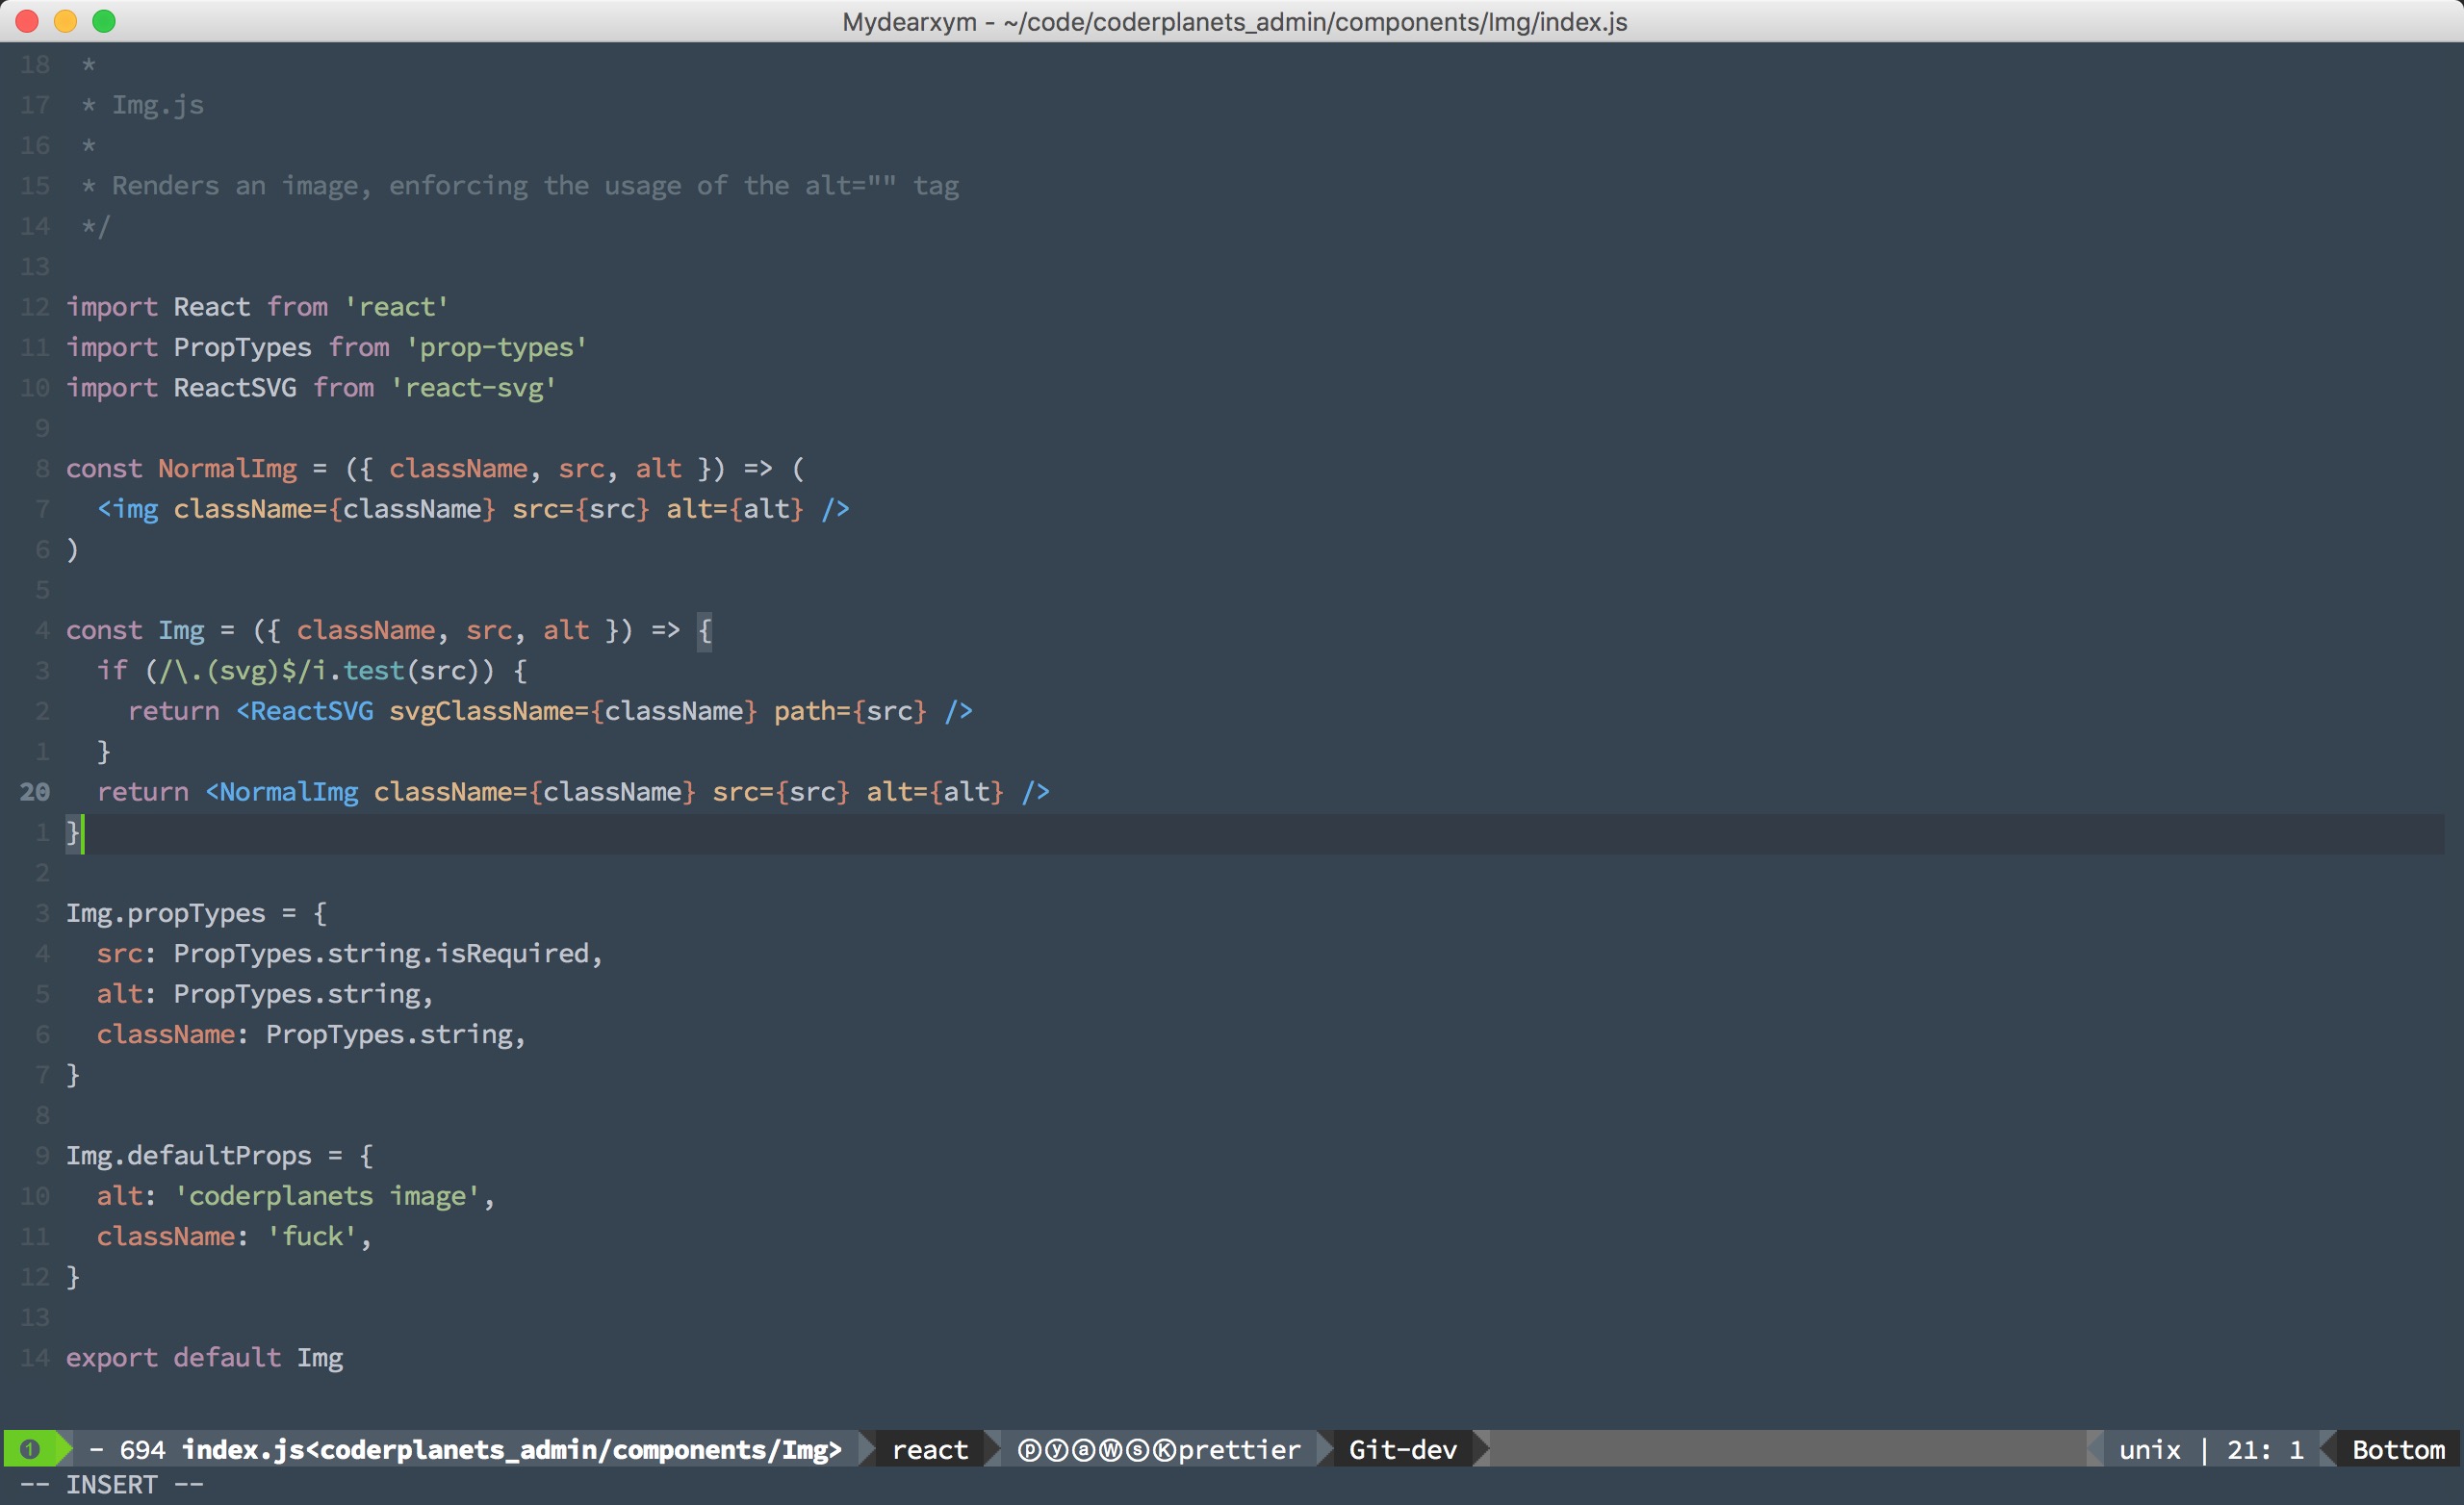 Mydearxym - ~/code/coderplanets_admin/components/Img/index.js
18  *
17  * Img.js
16  *
15  * Renders an image, enforcing the usage of the alt="" tag
14  */
13
12 import React from 'react'
11 import PropTypes from 'prop-types'
10 import ReactSVG from 'react-svg'
9
8 const NormalImg = ({ className, src, alt }) => (
7   <img className={className} src={src} alt={alt} />
6 )
5
4 const Img = ({ className, src, alt }) => {
3   if (/\.(svg)$/i.test(src)) {
2     return <ReactSVG svgClassName={className} path={src} />
1   }
20   return <NormalImg className={className} src={src} alt={alt} />
1 }
2
3 Img.propTypes = {
4   src: PropTypes.string.isRequired,
5   alt: PropTypes.string,
6   className: PropTypes.string,
7 }
8
9 Img.defaultProps = {
10   alt: 'coderplanets image',
11   className: 'fuck',
12 }
13
14 export default Img
❶ - 694 index.js<coderplanets_admin/components/Img> react ⓟⓨⓐⓌⓢⓀprettier Git-dev unix | 21: 1 Bottom
-- INSERT --